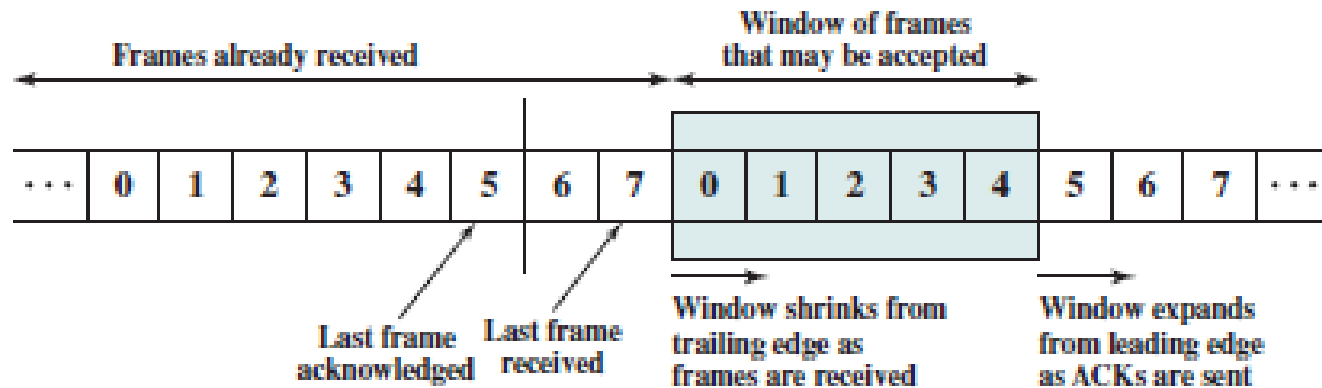 Frames already received
Window of frames
that may be accepted
··· 0 1 2 3 4 5 6 7 0 1 2 3 4 5 6 7 ···
Last frame
acknowledged
Last frame
received
Window shrinks from
trailing edge as
frames are received
Window expands
from leading edge
as ACKs are sent